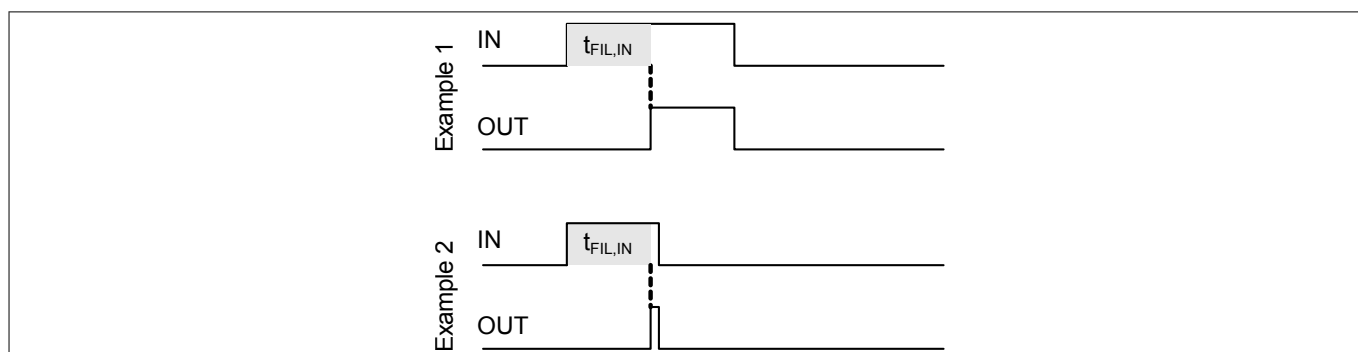 Example 1
IN
tFIL,IN
OUT
Example 2
IN
tFIL,IN
OUT